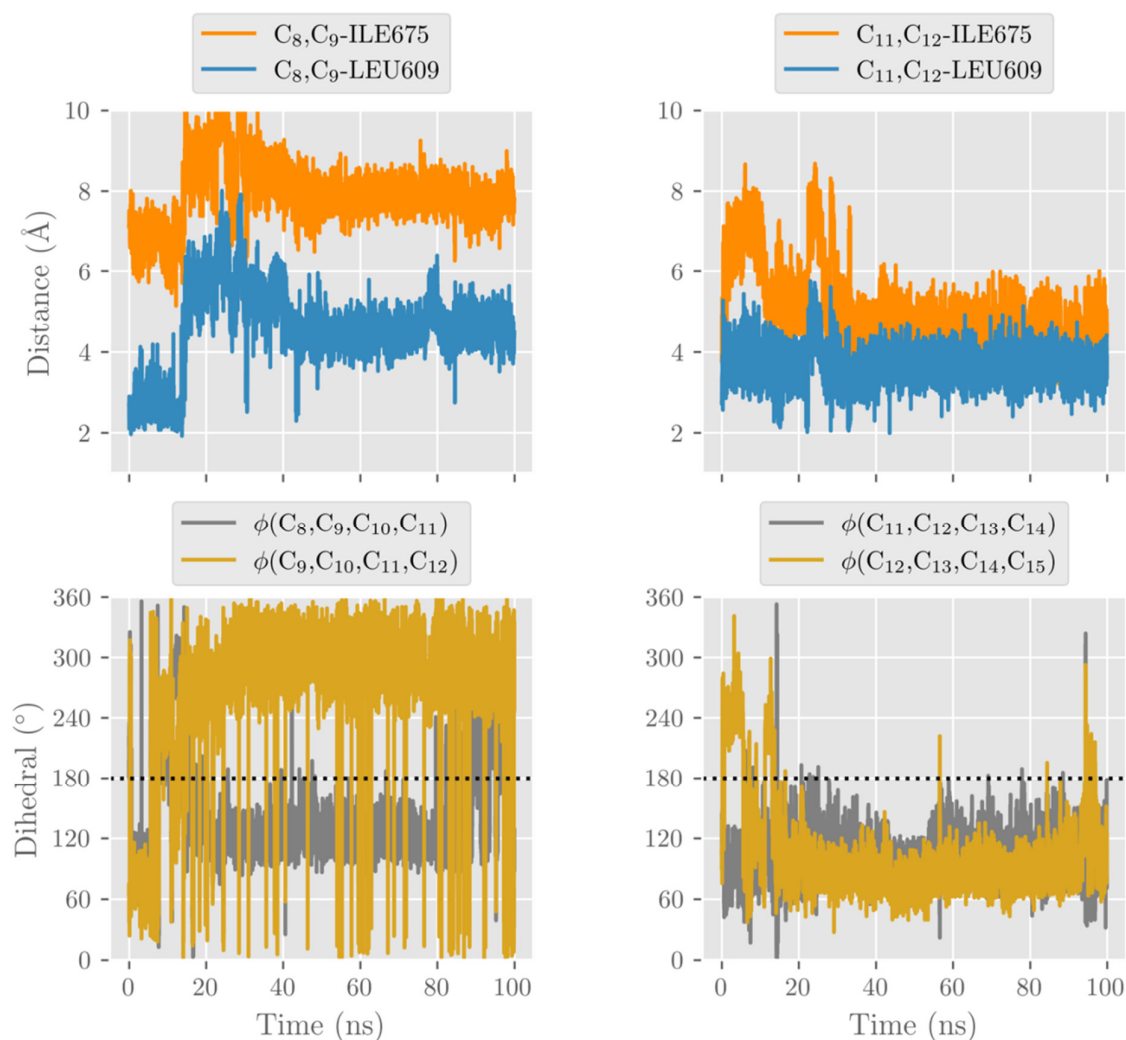 C₈,C₉-ILE675
C₈,C₉-LEU609
C₁₁,C₁₂-ILE675
C₁₁,C₁₂-LEU609
10
8
6
4
2
Distance (Å)
10
8
6
4
2
ϕ(C₈,C₉,C₁₀,C₁₁)
ϕ(C₉,C₁₀,C₁₁,C₁₂)
ϕ(C₁₁,C₁₂,C₁₃,C₁₄)
ϕ(C₁₂,C₁₃,C₁₄,C₁₅)
360
300
240
180
120
60
0
Dihedral (°)
0 20 40 60 80 100
Time (ns)
360
300
240
180
120
60
0
0 20 40 60 80 100
Time (ns)